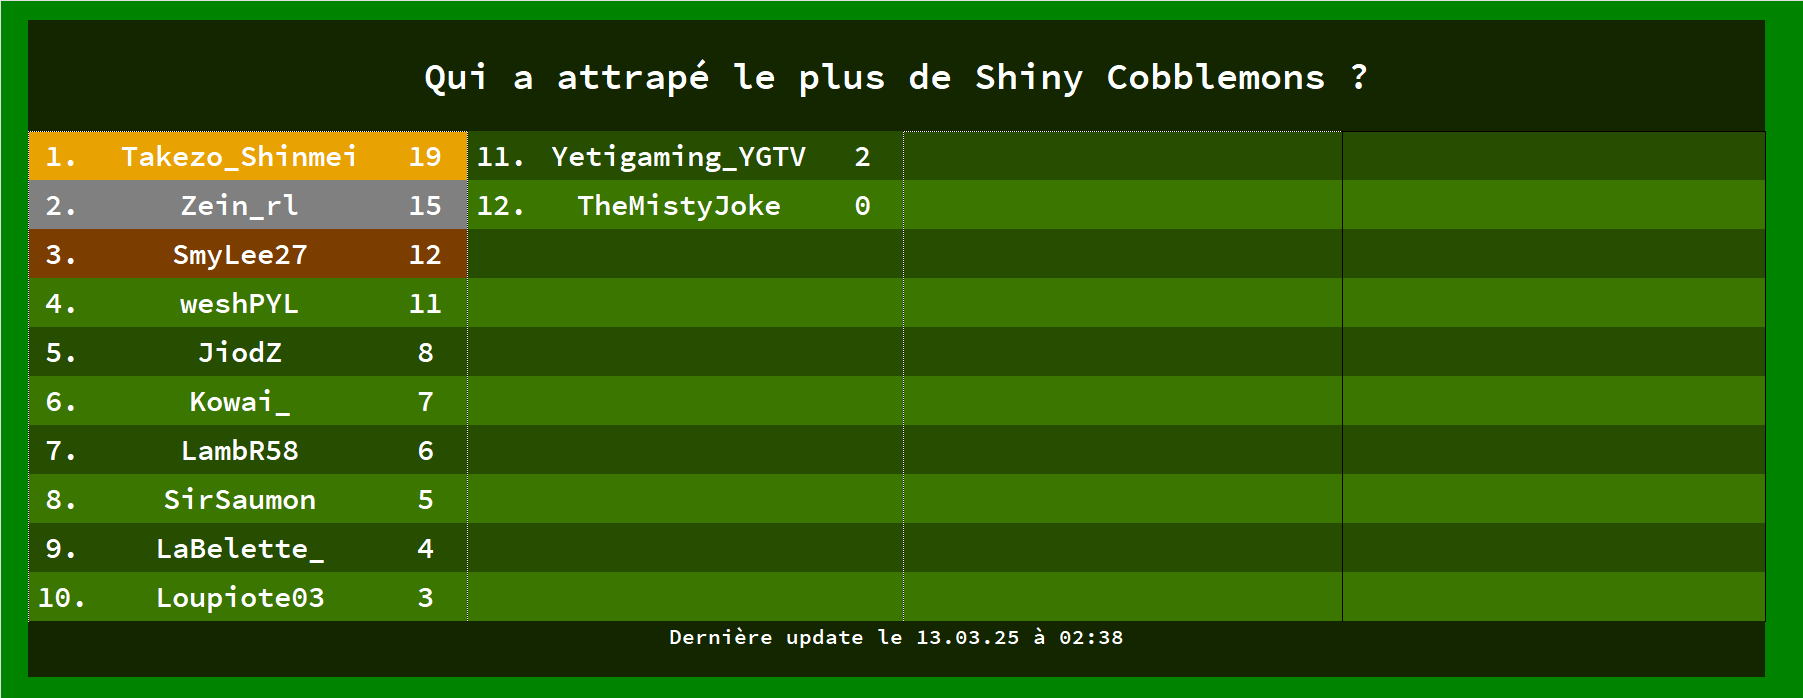 Qui a attrapé le plus de Shiny Cobblemons ?
1. Takezo_Shinmei 19
2. Zein_rl 15
3. SmyLee27 12
4. weshPYL 11
5. JiodZ 8
6. Kowai_ 7
7. LambR58 6
8. SirSaumon 5
9. LaBelette_ 4
10. Loupiote03 3
11. Yetigaming_YGTV 2
12. TheMistyJoke 0
Dernière update le 13.03.25 à 02:38